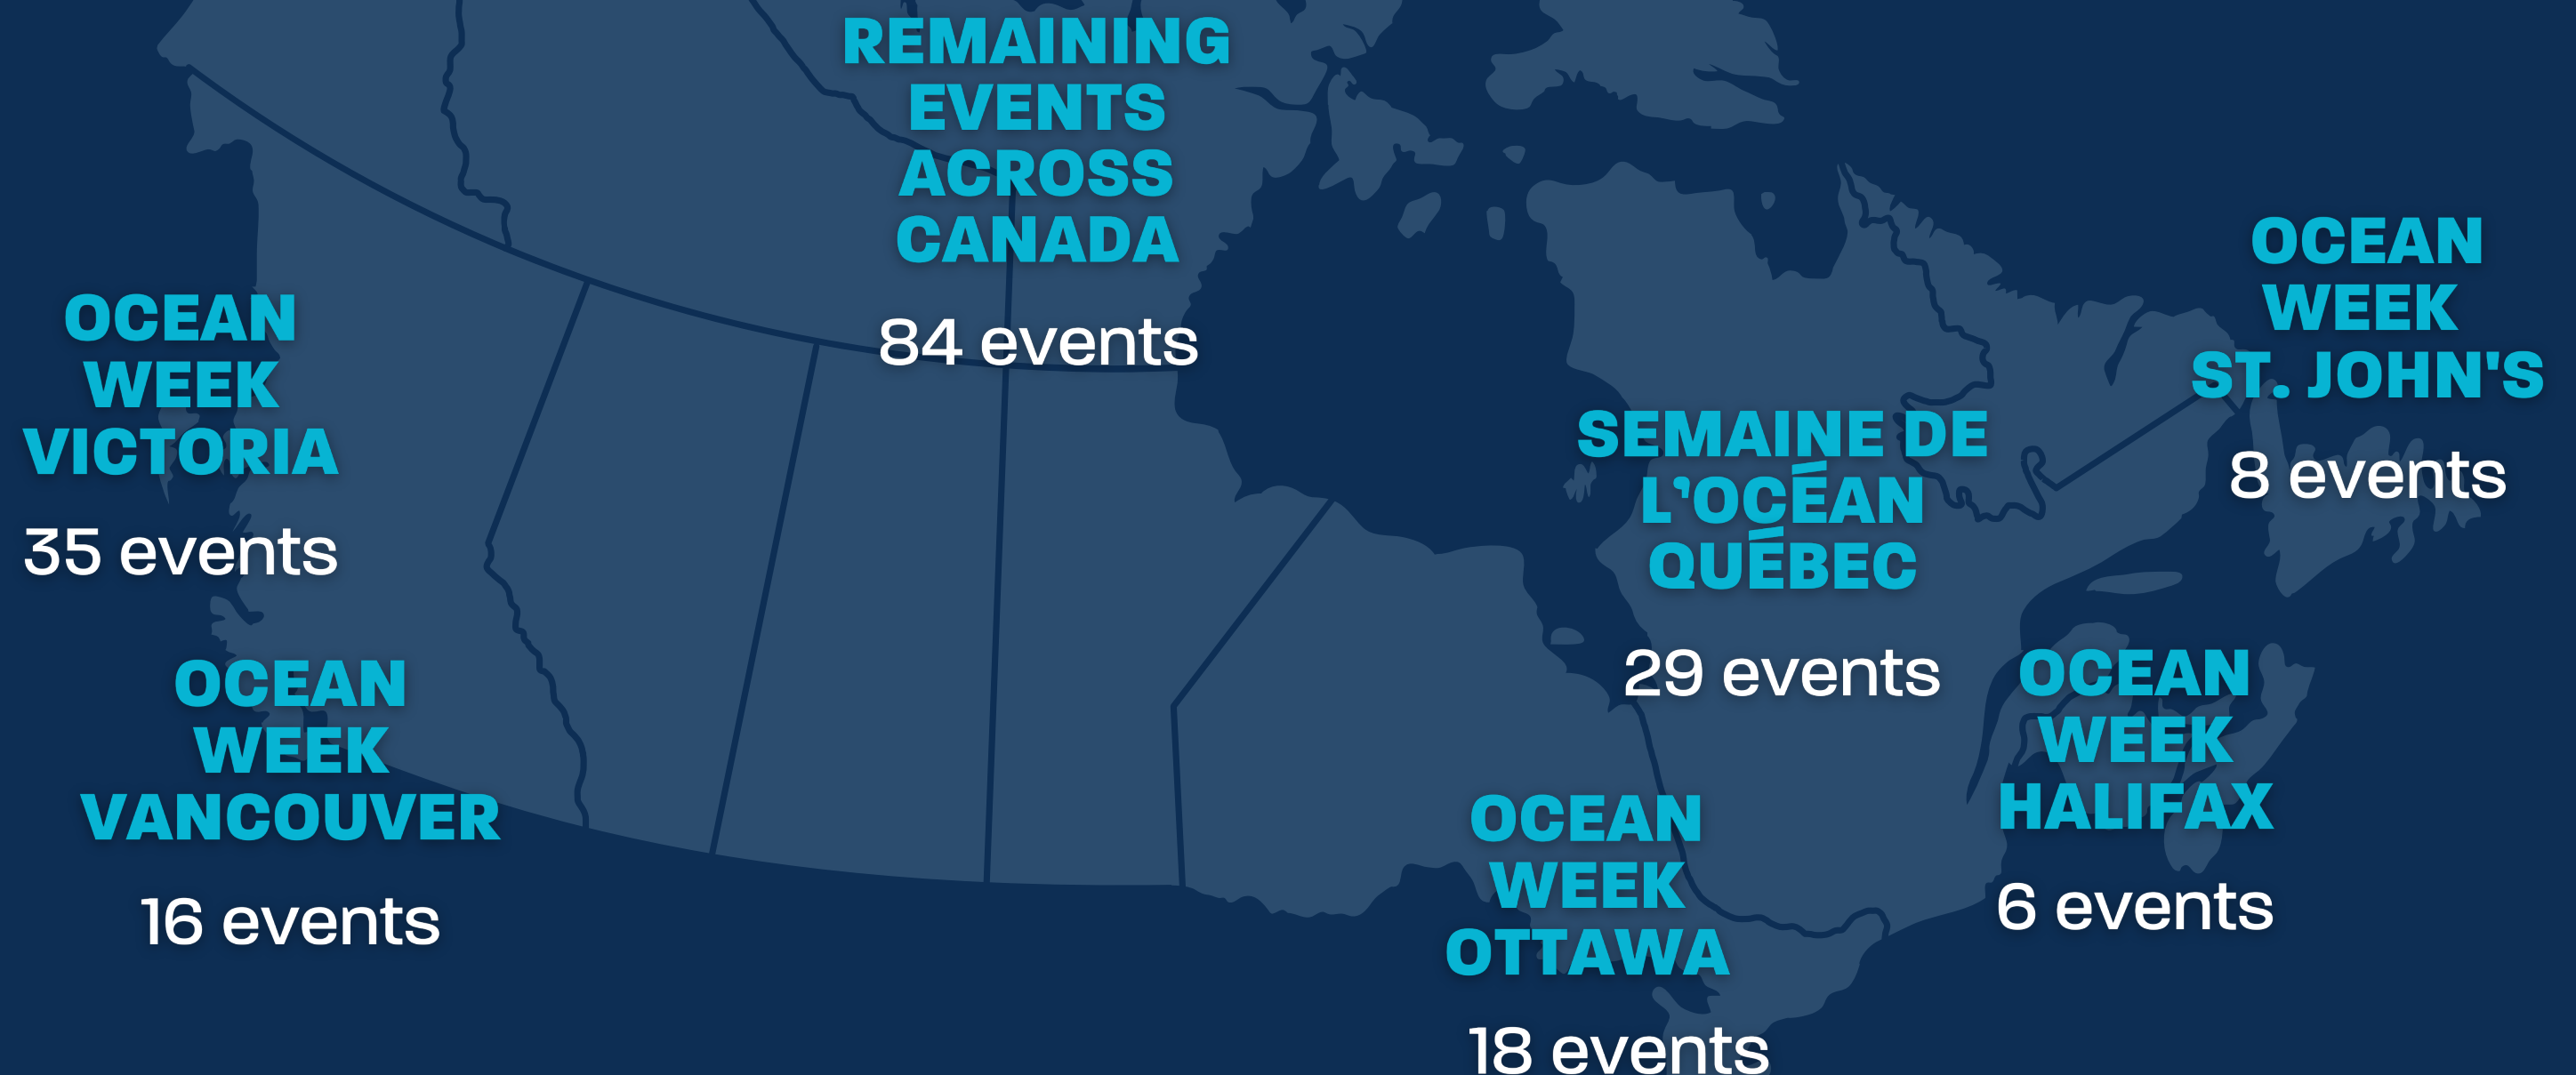 REMAINING
EVENTS
ACROSS
CANADA
84 events
OCEAN
WEEK
VICTORIA
35 events
OCEAN
WEEK
VANCOUVER
16 events
SEMAINE DE
L’OCÉAN
QUÉBEC
29 events
OCEAN
WEEK
ST. JOHN'S
8 events
OCEAN
WEEK
HALIFAX
6 events
OCEAN
WEEK
OTTAWA
18 events